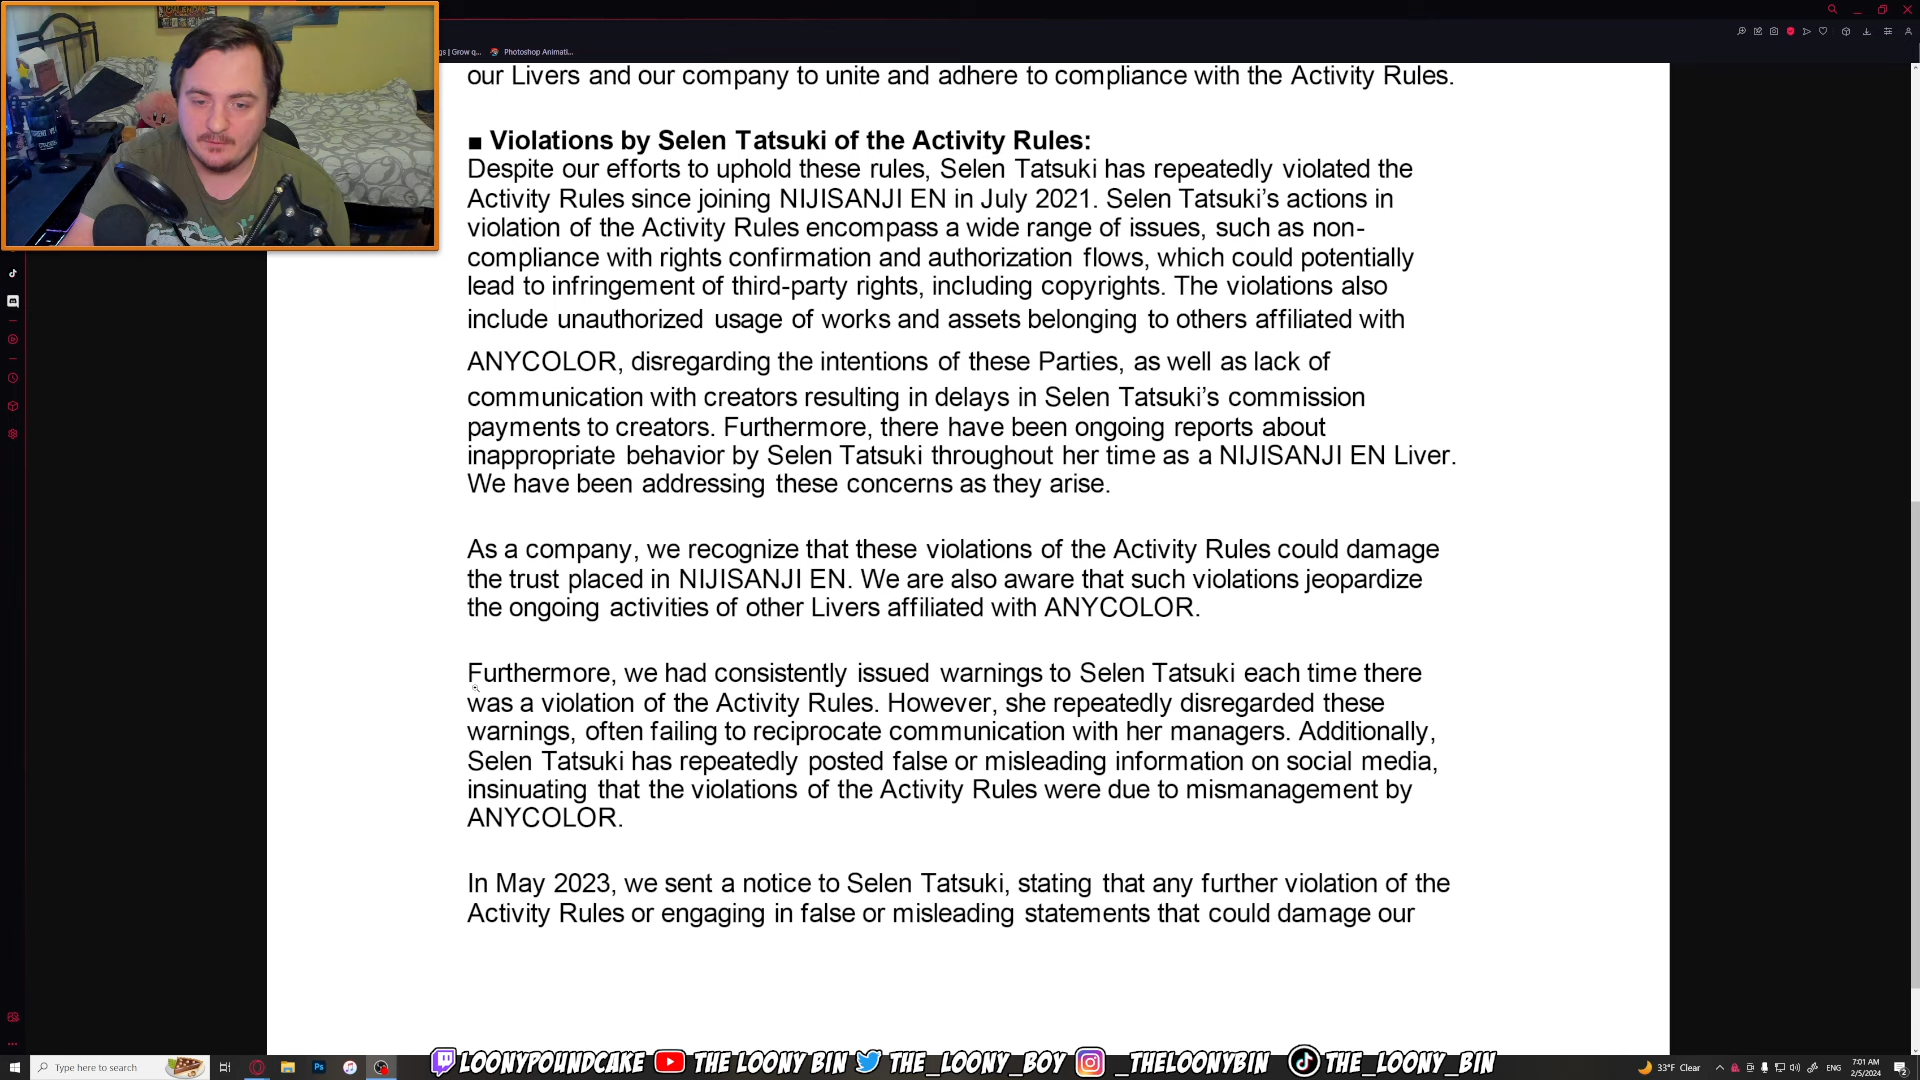 gs | Grow q...
Photoshop Animati...
our Livers and our company to unite and adhere to compliance with the Activity Rules.
■ Violations by Selen Tatsuki of the Activity Rules:
Despite our efforts to uphold these rules, Selen Tatsuki has repeatedly violated the
Activity Rules since joining NIJISANJI EN in July 2021. Selen Tatsuki’s actions in
violation of the Activity Rules encompass a wide range of issues, such as non-
compliance with rights confirmation and authorization flows, which could potentially
lead to infringement of third-party rights, including copyrights. The violations also
include unauthorized usage of works and assets belonging to others affiliated with
ANYCOLOR, disregarding the intentions of these Parties, as well as lack of
communication with creators resulting in delays in Selen Tatsuki’s commission
payments to creators. Furthermore, there have been ongoing reports about
inappropriate behavior by Selen Tatsuki throughout her time as a NIJISANJI EN Liver.
We have been addressing these concerns as they arise.
As a company, we recognize that these violations of the Activity Rules could damage
the trust placed in NIJISANJI EN. We are also aware that such violations jeopardize
the ongoing activities of other Livers affiliated with ANYCOLOR.
Furthermore, we had consistently issued warnings to Selen Tatsuki each time there
was a violation of the Activity Rules. However, she repeatedly disregarded these
warnings, often failing to reciprocate communication with her managers. Additionally,
Selen Tatsuki has repeatedly posted false or misleading information on social media,
insinuating that the violations of the Activity Rules were due to mismanagement by
ANYCOLOR.
In May 2023, we sent a notice to Selen Tatsuki, stating that any further violation of the
Activity Rules or engaging in false or misleading statements that could damage our
LOONYPOUNDCAKE THE LOONY BIN THE_LOONY_BOY _THELOONYBIN THE_LOONY_BIN
Type here to search
Ps
33°F Clear
ENG
7:01 AM
2/5/2024
2